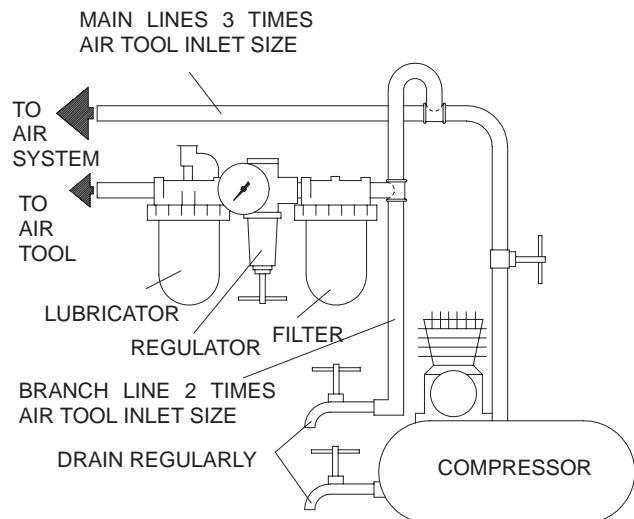 MAIN LINES 3 TIMES
AIR TOOL INLET SIZE
TO
AIR
SYSTEM
TO
AIR
TOOL
LUBRICATOR
REGULATOR
FILTER
BRANCH LINE 2 TIMES
AIR TOOL INLET SIZE
DRAIN REGULARLY
COMPRESSOR